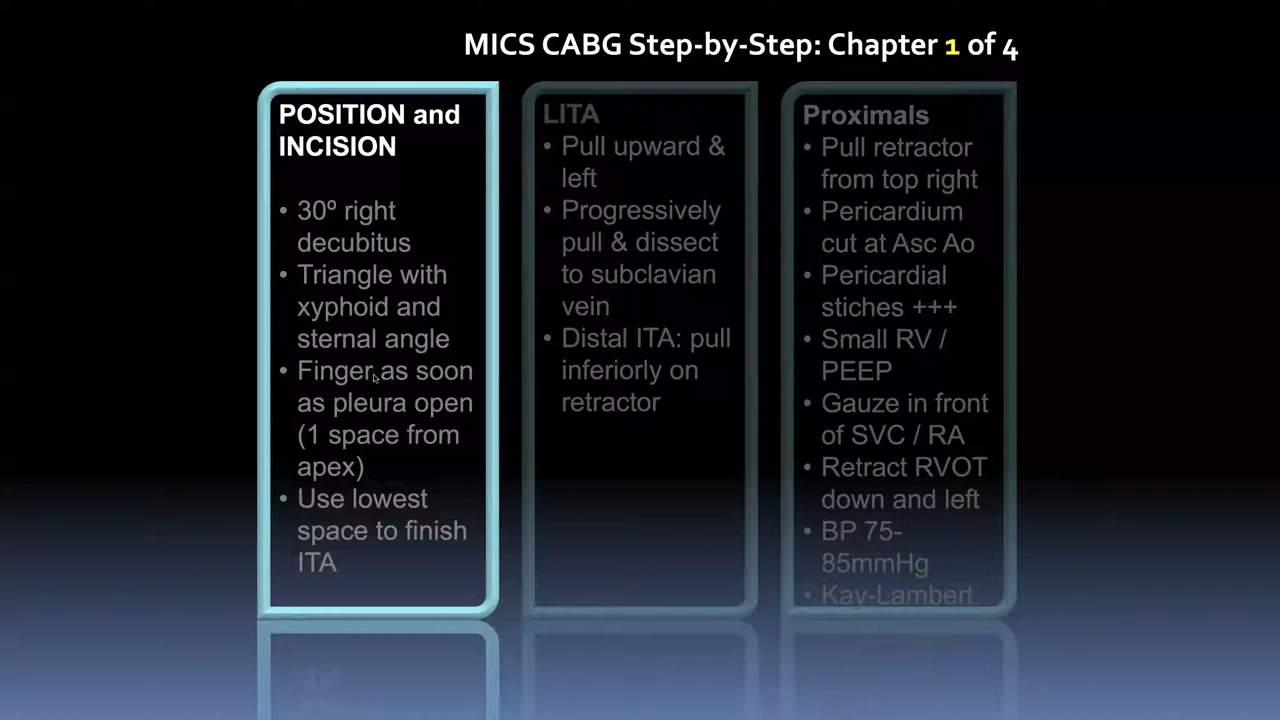 MICS CABG Step-by-Step: Chapter 1 of 4
POSITION and
INCISION
• 30º right
decubitus
• Triangle with
xyphoid and
sternal angle
• Finger as soon
as pleura open
(1 space from
apex)
• Use lowest
space to finish
ITA
LITA
• Pull upward &
left
• Progressively
pull & dissect
to subclavian
vein
• Distal ITA: pull
inferiorly on
retractor
Proximals
• Pull retractor
from top right
• Pericardium
cut at Asc Ao
• Pericardial
stiches +++
• Small RV /
PEEP
• Gauze in front
of SVC / RA
• Retract RVOT
down and left
• BP 75-
85mmHg
• Kay-Lambert